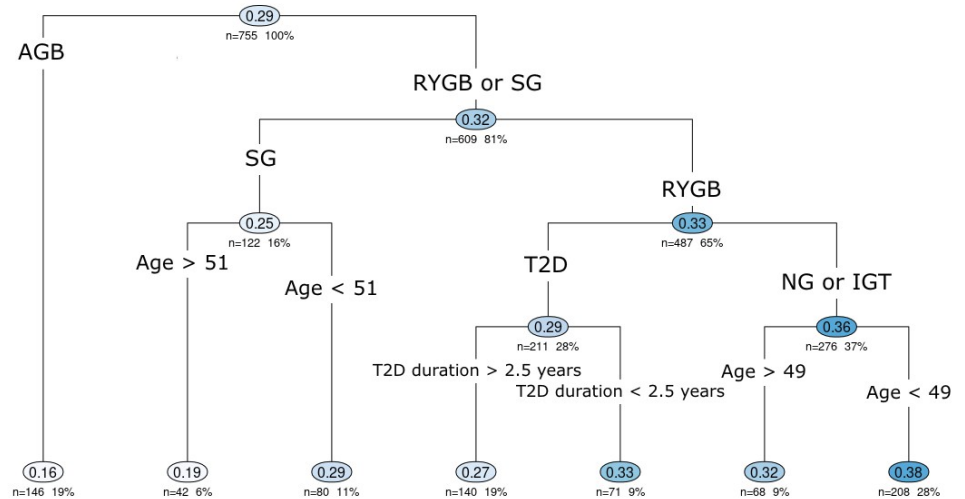 0.29
n=755 100%
AGB
RYGB or SG
0.32
n=609 81%
SG
RYGB
0.25
n=122 16%
0.33
n=487 65%
Age > 51
T2D
Age < 51
NG or IGT
0.29
n=211 28%
0.36
n=276 37%
T2D duration > 2.5 years
Age > 49
T2D duration < 2.5 years
Age < 49
0.16
n=146 19%
0.19
n=42 6%
0.29
n=80 11%
0.27
n=140 19%
0.33
n=71 9%
0.32
n=68 9%
0.38
n=208 28%